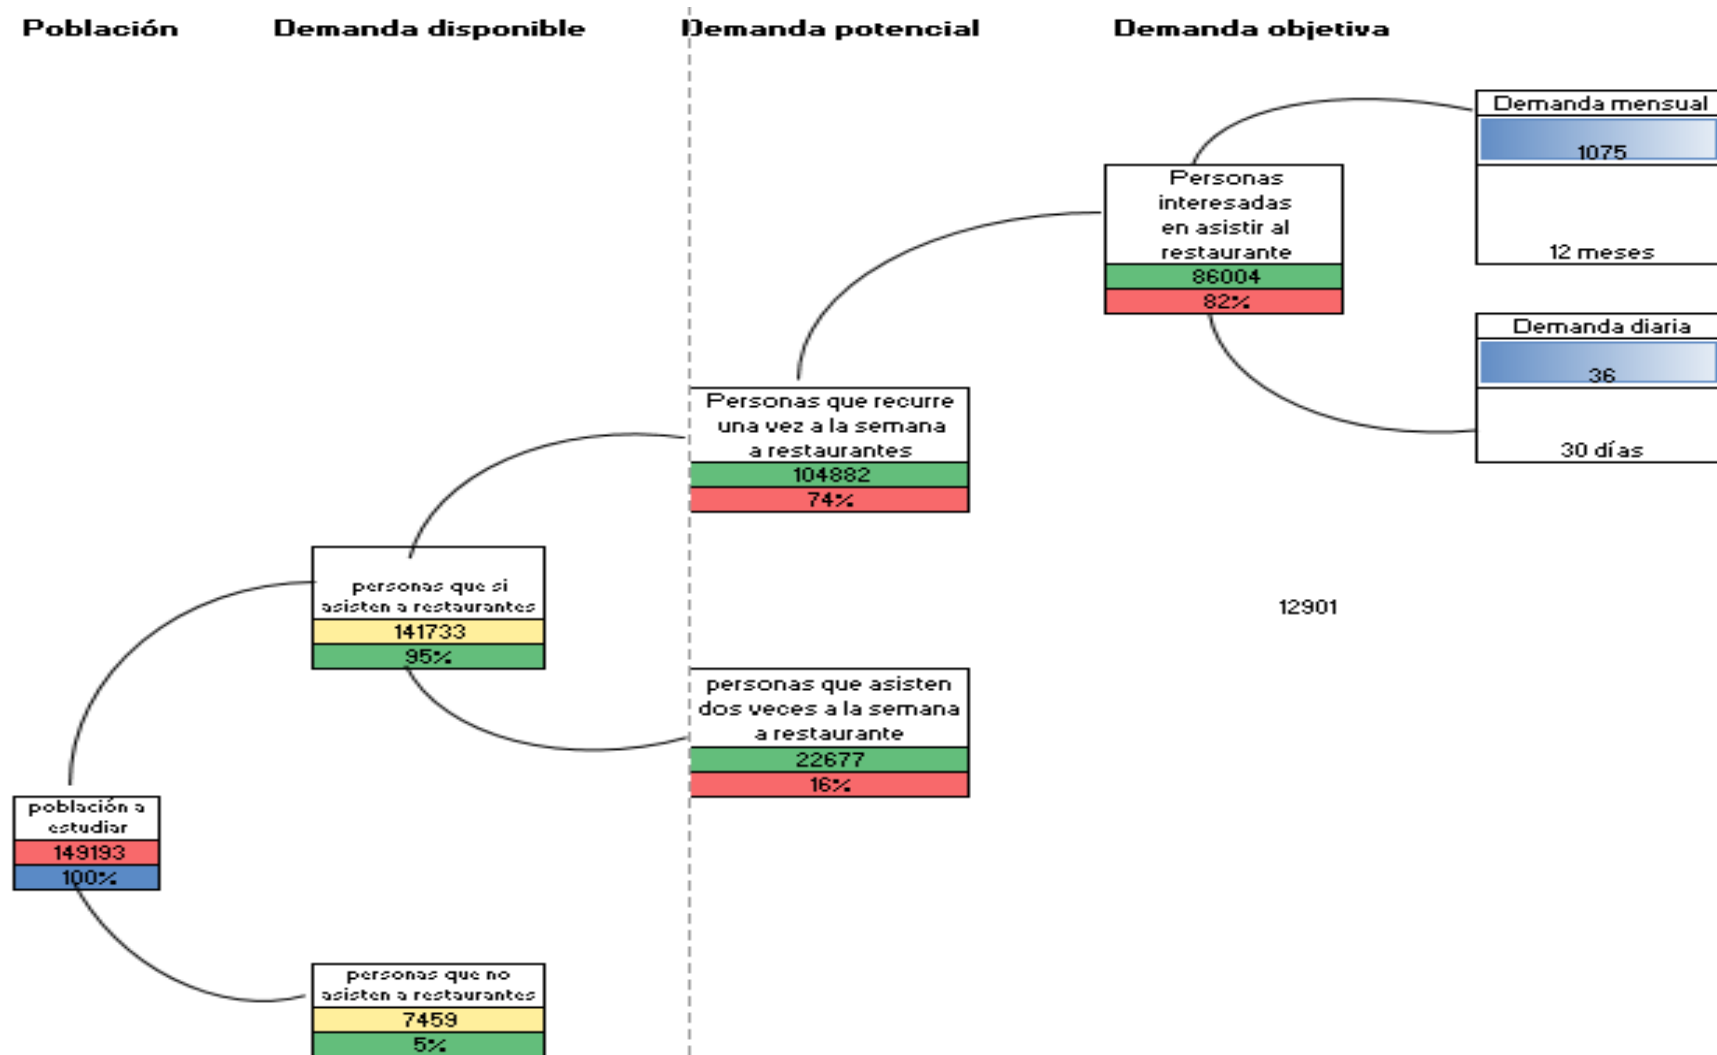 Población
Demanda disponible
Demanda potencial
Demanda objetiva
Demanda mensual
1075
12 meses
Personas
interesadas
en asistir al
restaurante
86004
82%
Demanda diaria
36
30 días
Personas que recurre
una vez a la semana
a restaurantes
104882
74%
personas que si
asisten a restaurantes
141733
95%
12901
personas que asisten
dos veces a la semana
a restaurante
22677
16%
población a
estudiar
149193
100%
personas que no
asisten a restaurantes
7459
5%